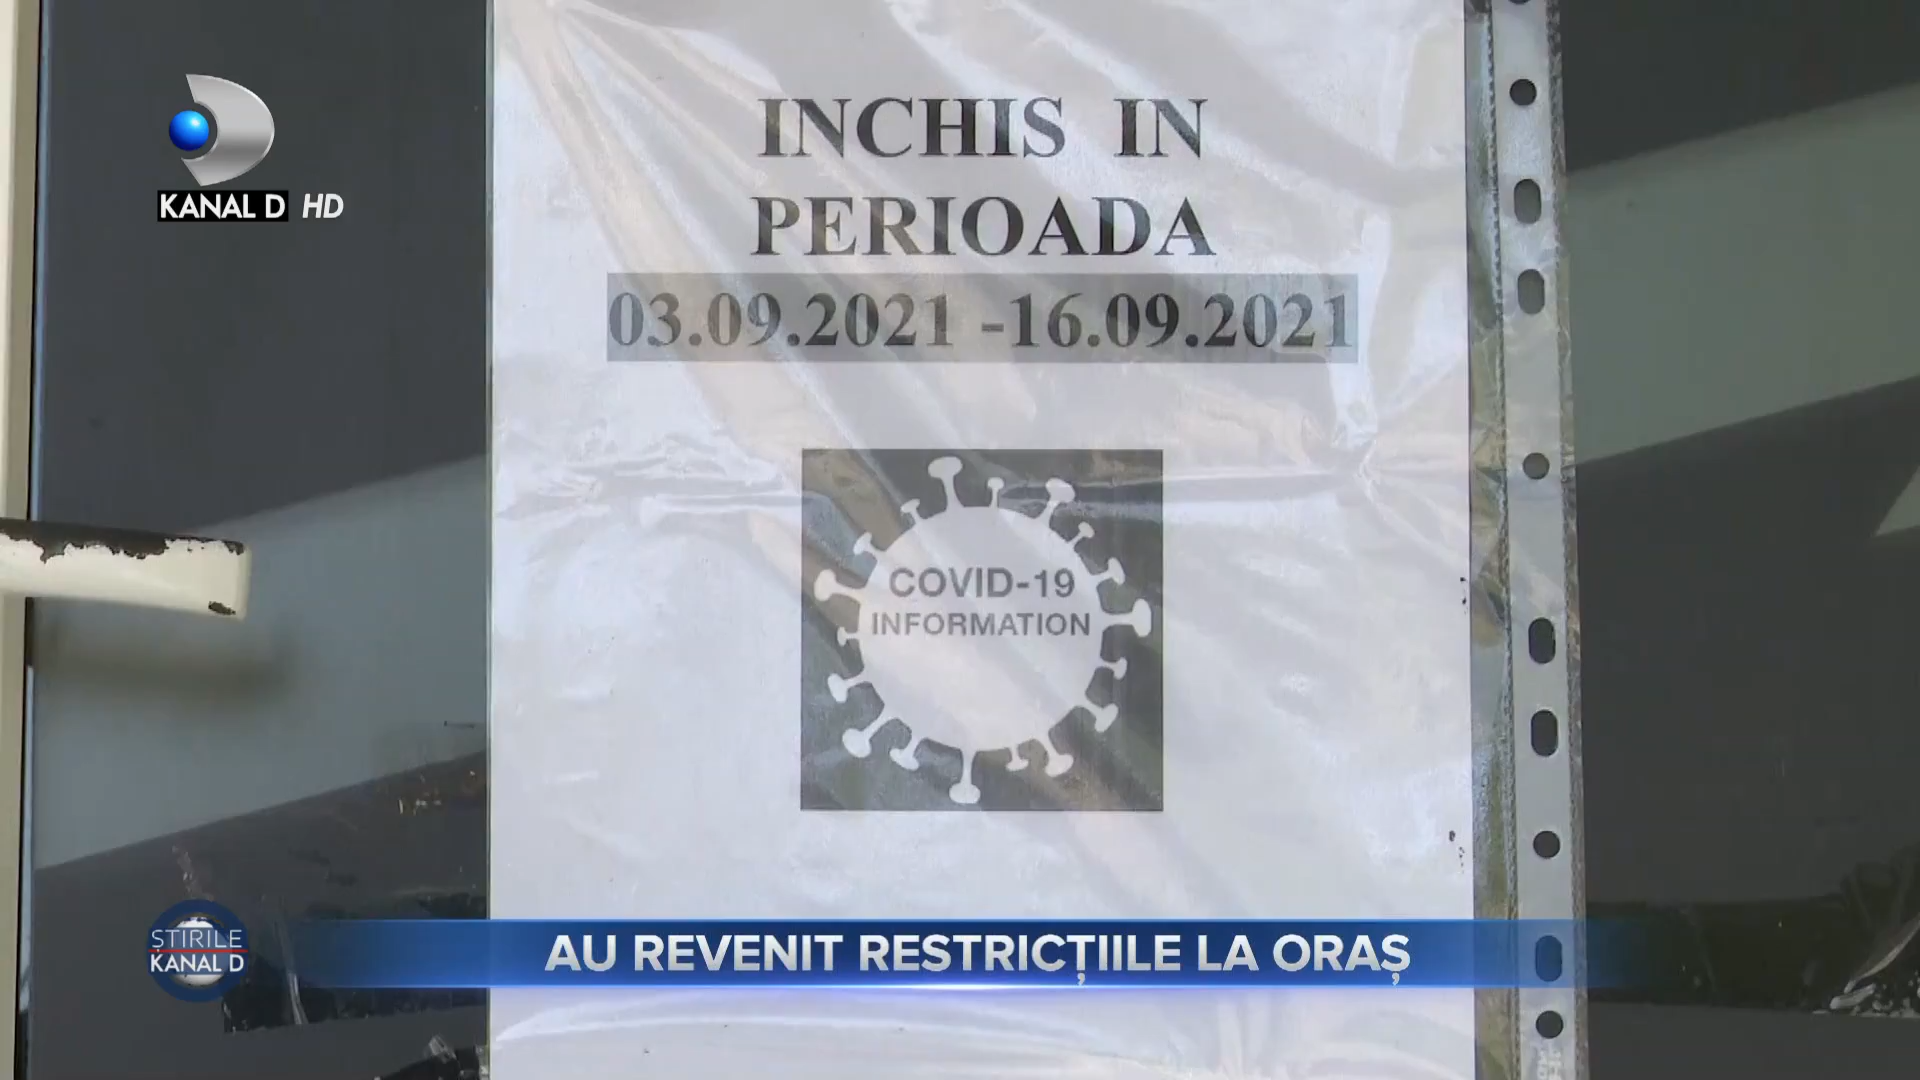 KANAL D HD
INCHIS IN
PERIOADA
03.09.2021 -16.09.2021
COVID-19
INFORMATION
ȘTIRILE
KANAL D
AU REVENIT RESTRICȚIILE LA ORAȘ